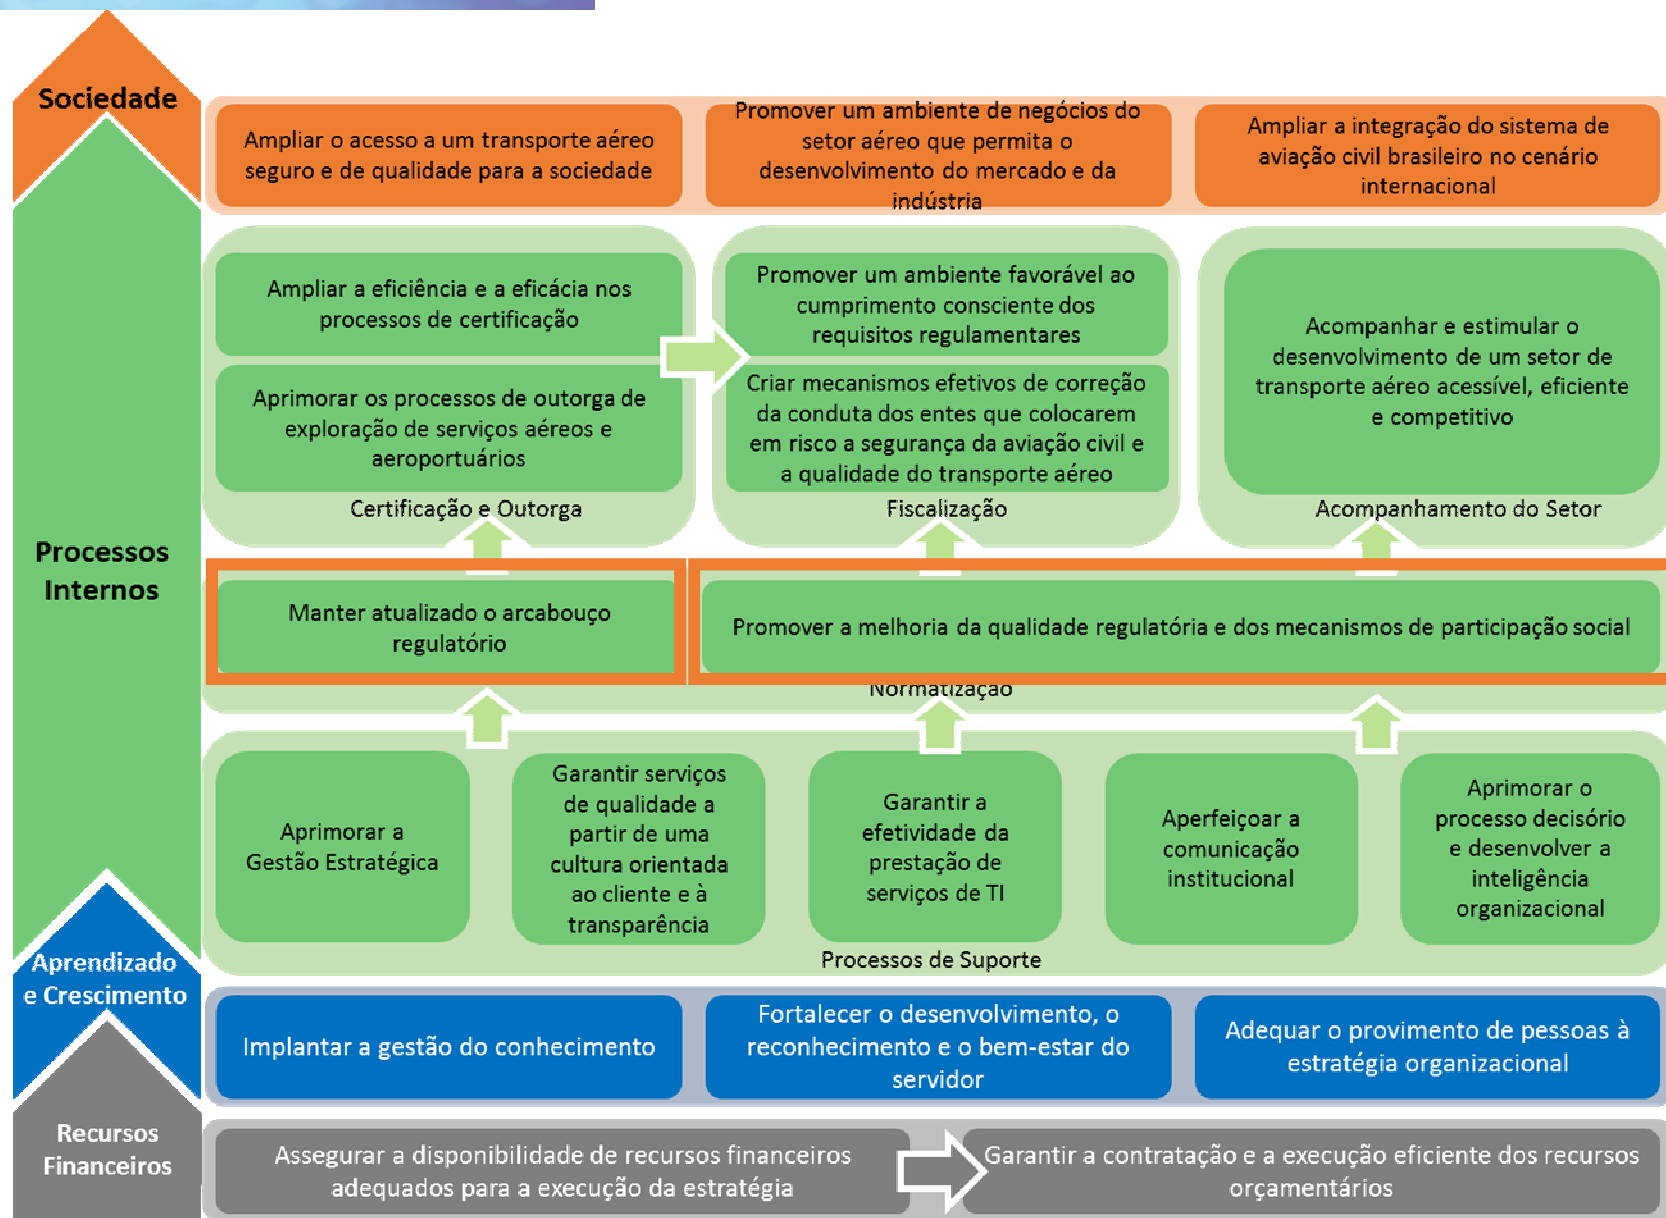 Sociedade
Ampliar o acesso a um transporte aéreo
seguro e de qualidade para a sociedade
Promover um ambiente de negócios do
setor aéreo que permita o
desenvolvimento do mercado e da
indústria
Ampliar a integração do sistema de
aviação civil brasileiro no cenário
internacional
Processos
Internos
Ampliar a eficiência e a eficácia nos
processos de certificação
Aprimorar os processos de outorga de
exploração de serviços aéreos e
aeroportuários
Certificação e Outorga
Promover um ambiente favorável ao
cumprimento consciente dos
requisitos regulamentares
Criar mecanismos efetivos de correção
da conduta dos entes que colocarem
em risco a segurança da aviação civil e
a qualidade do transporte aéreo
Fiscalização
Acompanhar e estimular o
desenvolvimento de um setor de
transporte aéreo acessível, eficiente
e competitivo
Acompanhamento do Setor
Manter atualizado o arcabouço
regulatório
Promover a melhoria da qualidade regulatória e dos mecanismos de participação social
Normatização
Aprimorar a
Gestão Estratégica
Garantir serviços
de qualidade a
partir de uma
cultura orientada
ao cliente e à
transparência
Garantir a
efetividade da
prestação de
serviços de TI
Aperfeiçoar a
comunicação
institucional
Aprimorar o
processo decisório
e desenvolver a
inteligência
organizacional
Processos de Suporte
Aprendizado
e Crescimento
Implantar a gestão do conhecimento
Fortalecer o desenvolvimento, o
reconhecimento e o bem-estar do
servidor
Adequar o provimento de pessoas à
estratégia organizacional
Recursos
Financeiros
Assegurar a disponibilidade de recursos financeiros
adequados para a execução da estratégia
Garantir a contratação e a execução eficiente dos recursos
orçamentários